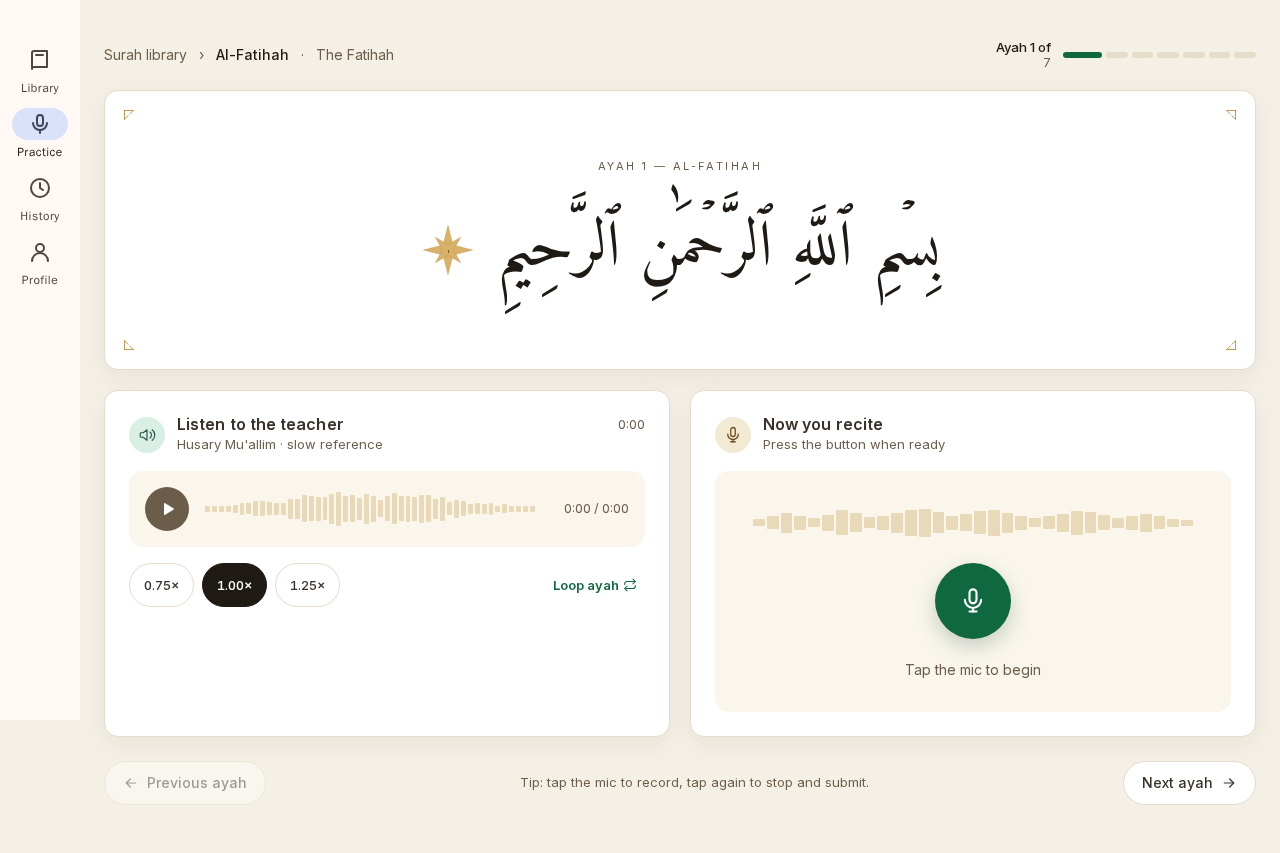 Library
Practice
History
Profile
Surah library › Al-Fatihah · The Fatihah
Ayah 1 of 7
AYAH 1 — AL-FATIHAH
بِسۡمِ ٱللَّهِ ٱلرَّحۡمَٰنِ ٱلرَّحِيمِ
Listen to the teacher
Husary Mu'allim · slow reference
0:00
0:00 / 0:00
0.75×
1.00×
1.25×
Loop ayah
Now you recite
Press the button when ready
Tap the mic to begin
Previous ayah
Tip: tap the mic to record, tap again to stop and submit.
Next ayah